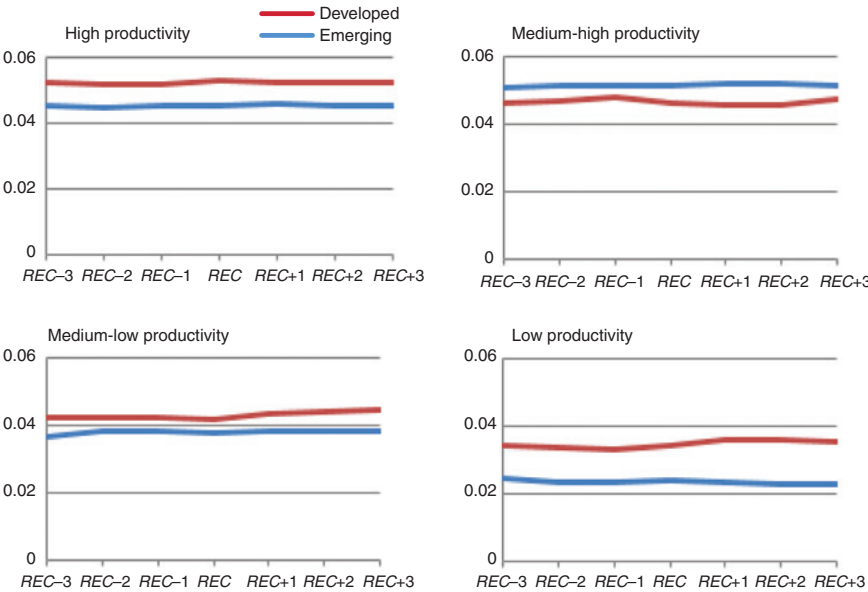 Developed
Emerging
High productivity
0.06
0.04
0.02
0
REC–3 REC–2 REC–1 REC REC+1 REC+2 REC+3
Medium-high productivity
0.06
0.04
0.02
0
REC–3 REC–2 REC–1 REC REC+1 REC+2 REC+3
Medium-low productivity
0.06
0.04
0.02
0
REC–3 REC–2 REC–1 REC REC+1 REC+2 REC+3
Low productivity
0.06
0.04
0.02
0
REC–3 REC–2 REC–1 REC REC+1 REC+2 REC+3